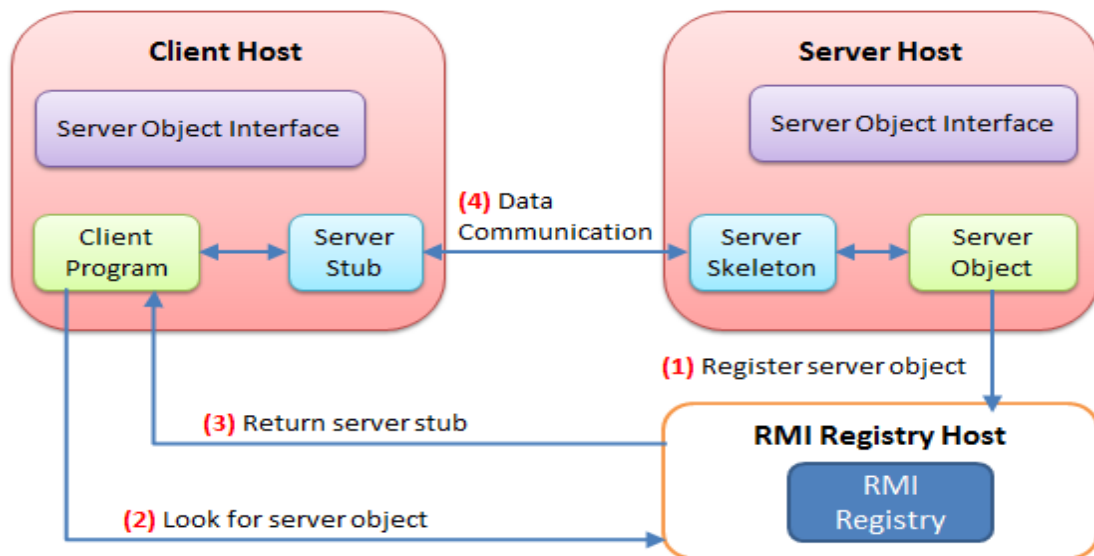 Client Host
Server Object Interface
Client
Program
Server
Stub
(4) Data
Communication
Server Host
Server Object Interface
Server
Skeleton
Server
Object
(1) Register server object
(3) Return server stub
(2) Look for server object
RMI Registry Host
RMI
Registry